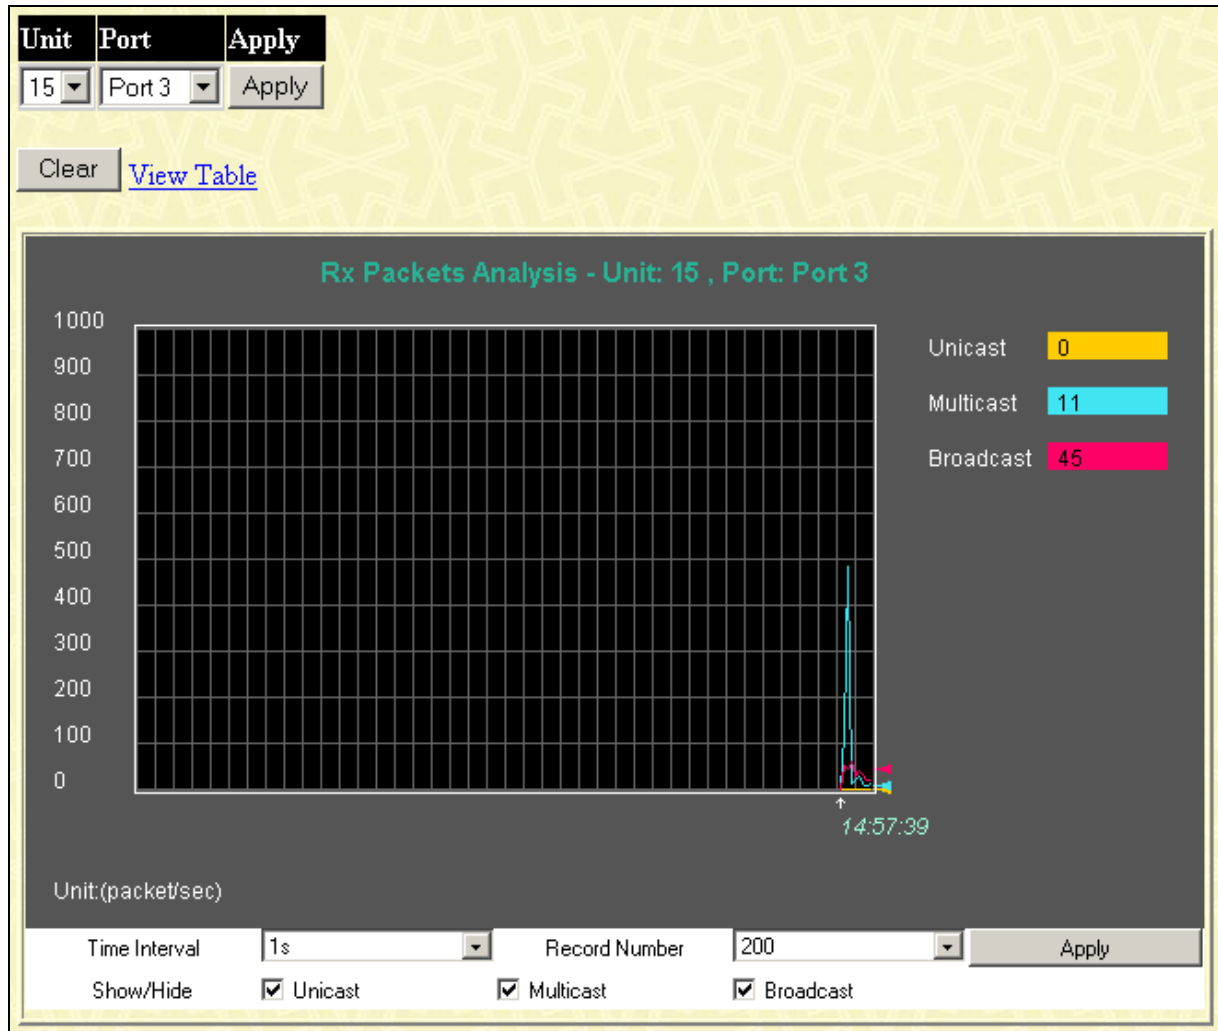 Unit Port Apply
15 Port 3 Apply
Clear View Table
Rx Packets Analysis - Unit: 15 , Port: Port 3
1000
900
800
700
600
500
400
300
200
100
0
Unicast 0
Multicast 11
Broadcast 45
14:57:39
Unit:(packet/sec)
Time Interval 1s Record Number 200 Apply
Show/Hide Unicast Multicast Broadcast